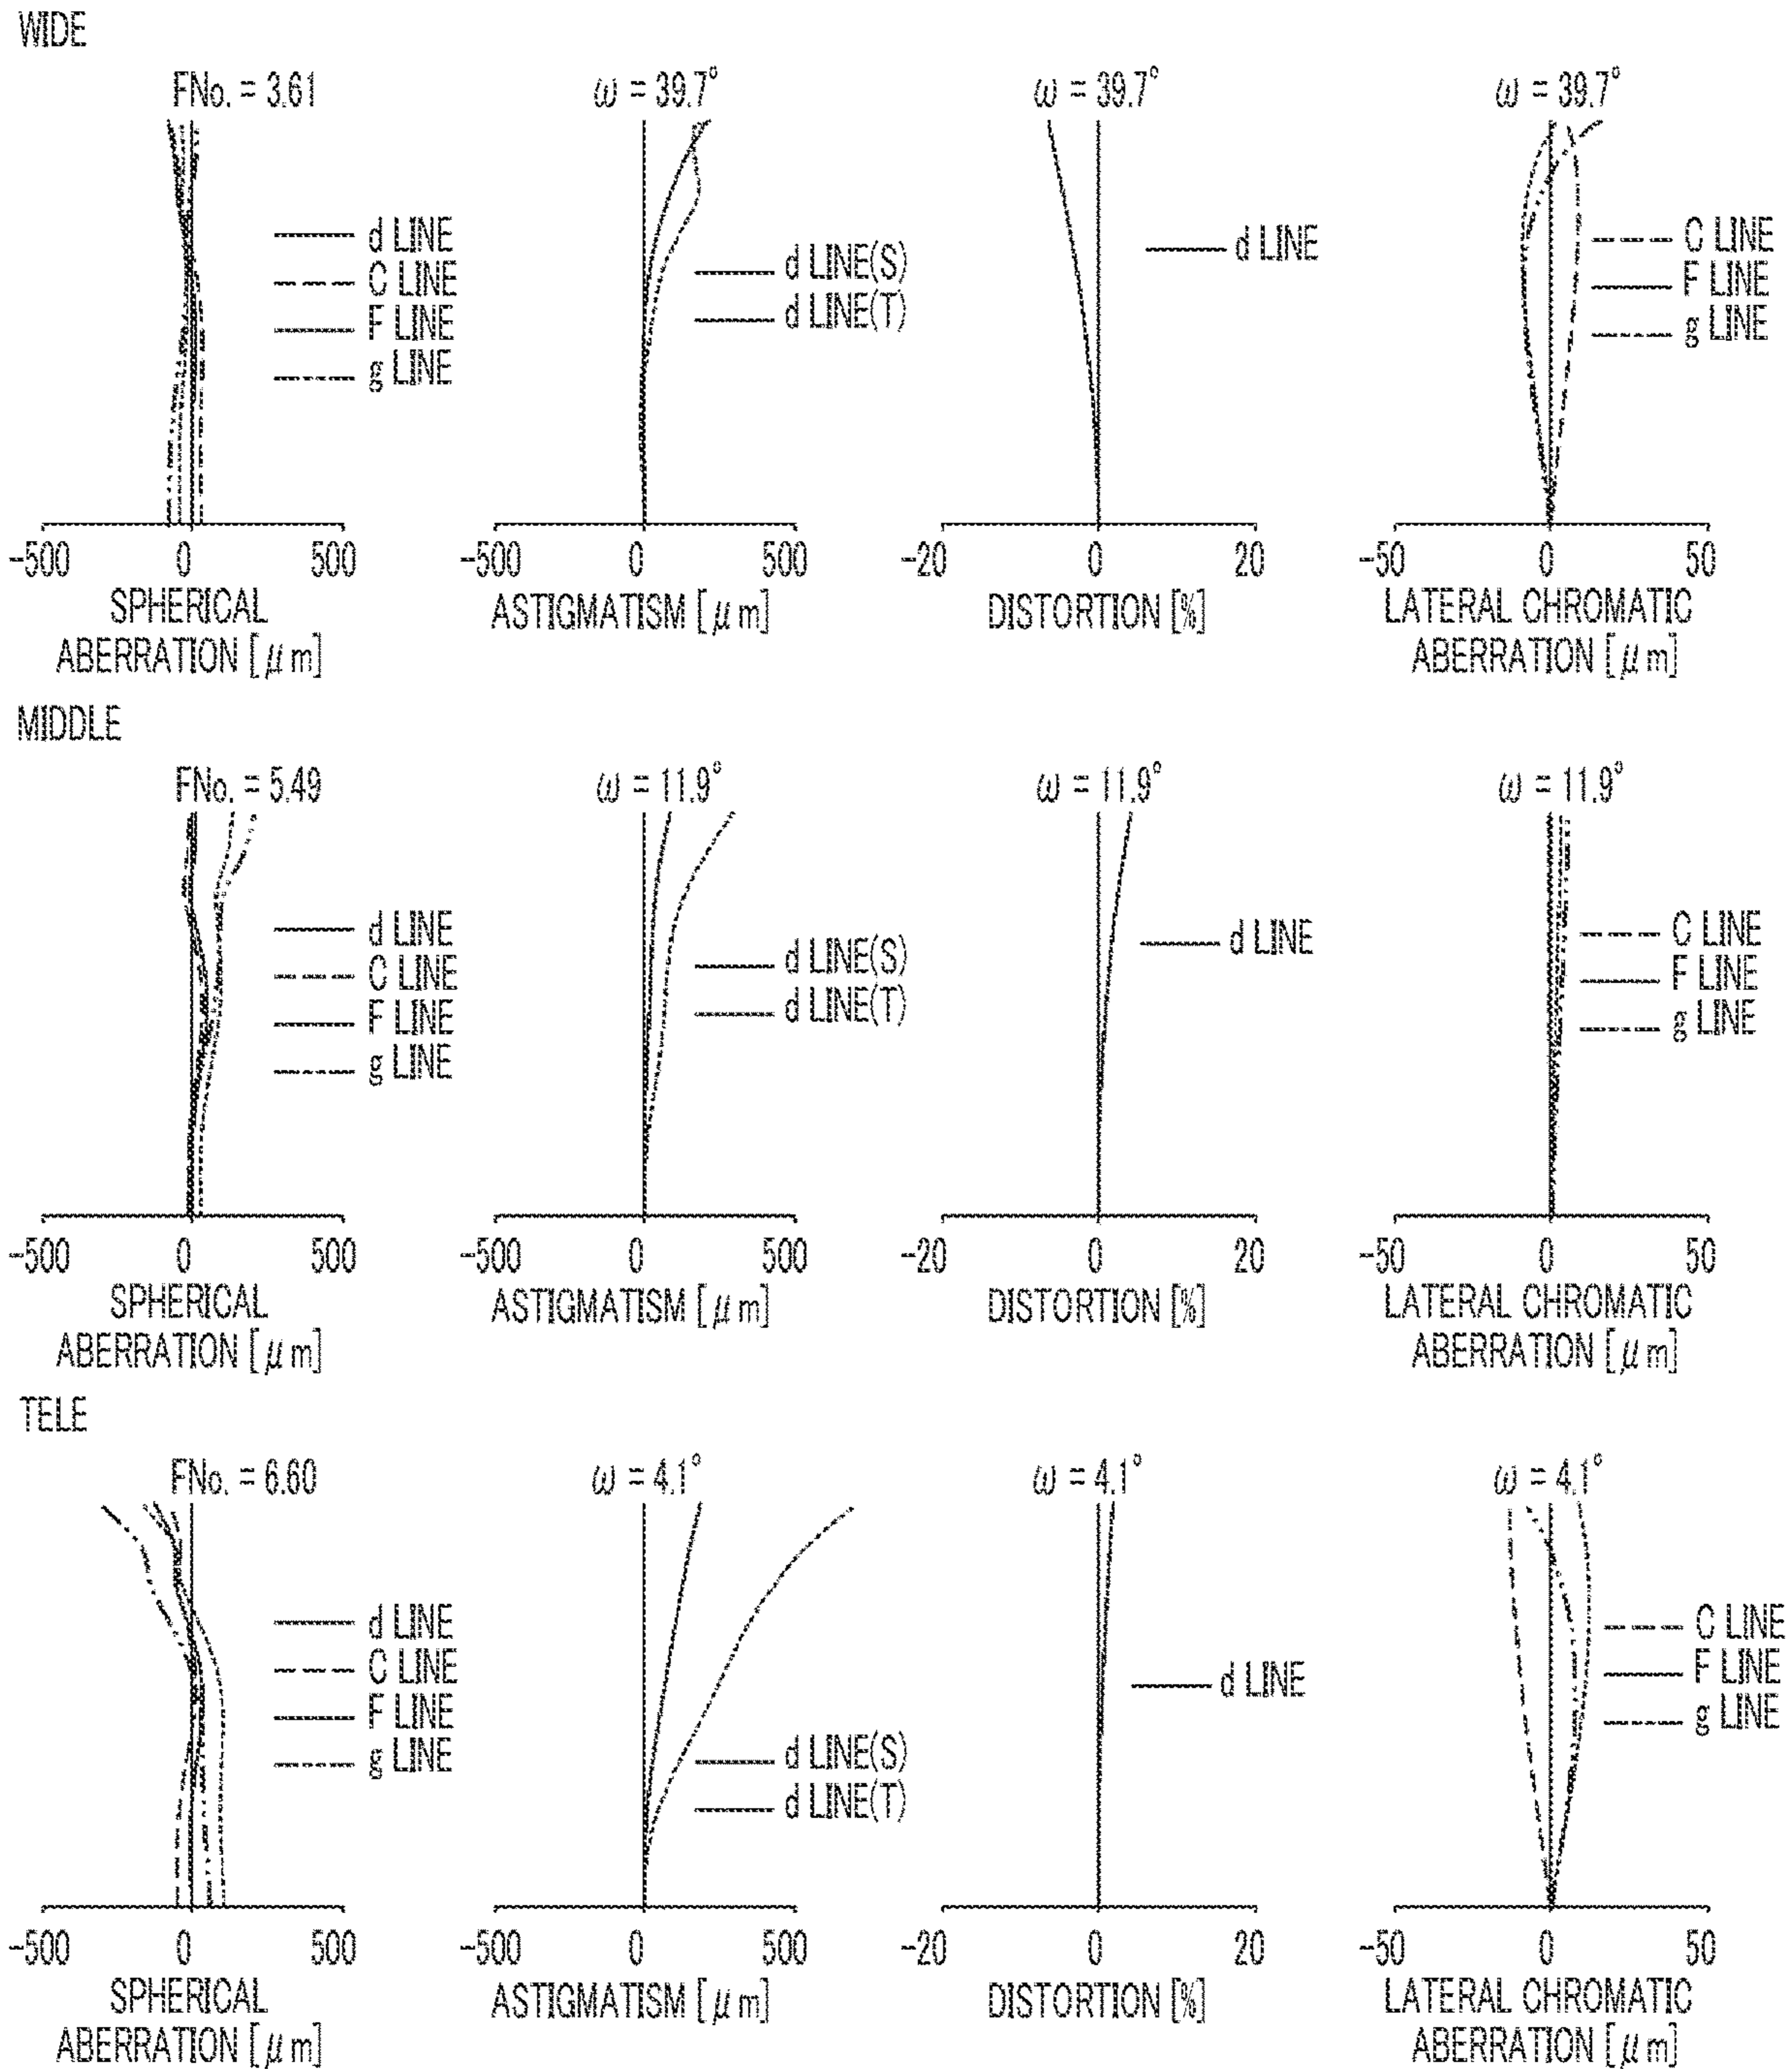 WIDE
FNo. = 3.61
ω = 39.7°
ω = 39.7°
ω = 39.7°
d LINE
C LINE
F LINE
g LINE
d LINE(S)
d LINE(T)
d LINE
C LINE
F LINE
g LINE
-500 0 500
SPHERICAL
ABERRATION [μm]
-500 0 500
ASTIGMATISM [μm]
-20 0 20
DISTORTION [%]
-50 0 50
LATERAL CHROMATIC
ABERRATION [μm]
MIDDLE
FNo. = 5.49
ω = 11.9°
ω = 11.9°
ω = 11.9°
d LINE
C LINE
F LINE
g LINE
d LINE(S)
d LINE(T)
d LINE
C LINE
F LINE
g LINE
-500 0 500
SPHERICAL
ABERRATION [μm]
-500 0 500
ASTIGMATISM [μm]
-20 0 20
DISTORTION [%]
-50 0 50
LATERAL CHROMATIC
ABERRATION [μm]
TELE
FNo. = 6.60
ω = 4.1°
ω = 4.1°
ω = 4.1°
d LINE
C LINE
F LINE
g LINE
d LINE(S)
d LINE(T)
d LINE
C LINE
F LINE
g LINE
-500 0 500
SPHERICAL
ABERRATION [μm]
-500 0 500
ASTIGMATISM [μm]
-20 0 20
DISTORTION [%]
-50 0 50
LATERAL CHROMATIC
ABERRATION [μm]